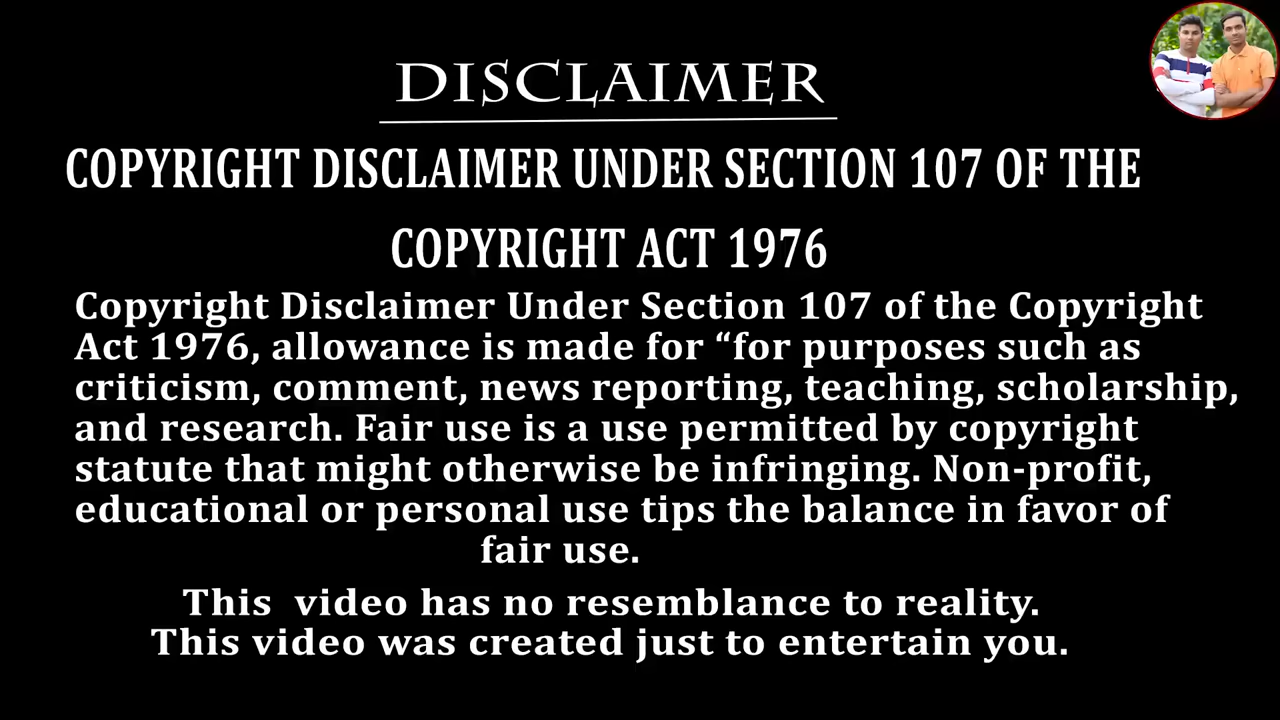 DISCLAIMER
COPYRIGHT DISCLAIMER UNDER SECTION 107 OF THE
COPYRIGHT ACT 1976
Copyright Disclaimer Under Section 107 of the Copyright
Act 1976, allowance is made for “for purposes such as
criticism, comment, news reporting, teaching, scholarship,
and research. Fair use is a use permitted by copyright
statute that might otherwise be infringing. Non-profit,
educational or personal use tips the balance in favor of
fair use.
This video has no resemblance to reality.
This video was created just to entertain you.